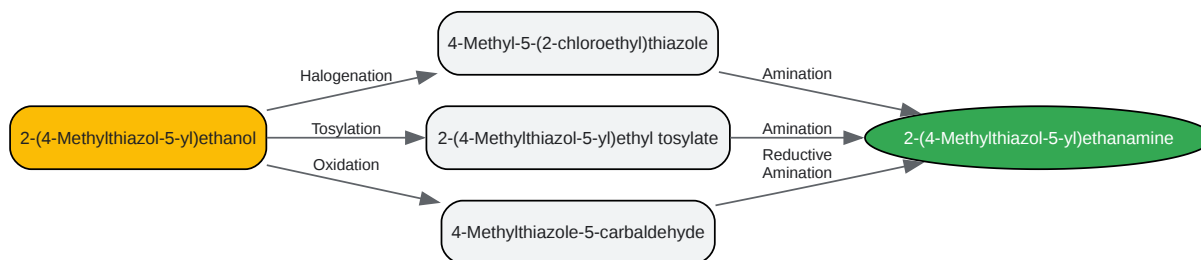 4-Methyl-5-(2-chloroethyl)thiazole
Halogenation
Amination
2-(4-Methylthiazol-5-yl)ethanol
Tosylation
2-(4-Methylthiazol-5-yl)ethyl tosylate
Amination
2-(4-Methylthiazol-5-yl)ethanamine
Oxidation
Reductive
Amination
4-Methylthiazole-5-carbaldehyde